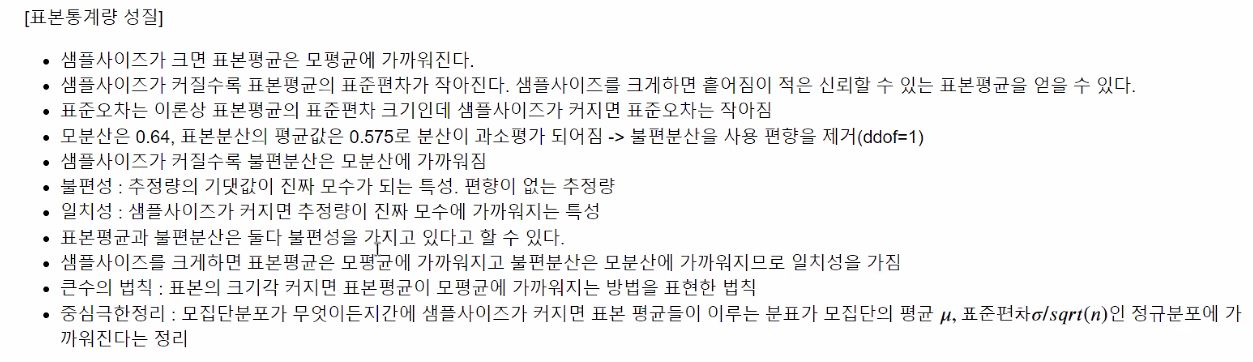 [표본통계량 성질]
• 샘플사이즈가 크면 표본평균은 모평균에 가까워진다.
• 샘플사이즈가 커질수록 표본평균의 표준편차가 작아진다. 샘플사이즈를 크게하면 흩어짐이 적은 신뢰할 수 있는 표본평균을 얻을 수 있다.
• 표준오차는 이론상 표본평균의 표준편차 크기인데 샘플사이즈가 커지면 표준오차는 작아짐
• 모분산은 0.64, 표본분산의 평균값은 0.575로 분산이 과소평가 되어짐 -> 불편분산을 사용 편향을 제거(ddof=1)
• 샘플사이즈가 커질수록 불편분산은 모분산에 가까워짐
• 불편성 : 추정량의 기댓값이 진짜 모수가 되는 특성. 편향이 없는 추정량
• 일치성 : 샘플사이즈가 커지면 추정량이 진짜 모수에 가까워지는 특성
• 표본평균과 불편분산은 둘다 불편성을 가지고 있다고 할 수 있다.
• 샘플사이즈를 크게하면 표본평균은 모평균에 가까워지고 불편분산은 모분산에 가까워지므로 일치성을 가짐
• 큰수의 법칙 : 표본의 크기각 커지면 표본평균이 모평균에 가까워지는 방법을 표현한 법칙
• 중심극한정리 : 모집단분포가 무엇이든지간에 샘플사이즈가 커지면 표본 평균들이 이루는 분표가 모집단의 평균 μ, 표준편차σ/sqrt(n)인 정규분포에 가
까워진다는 정리